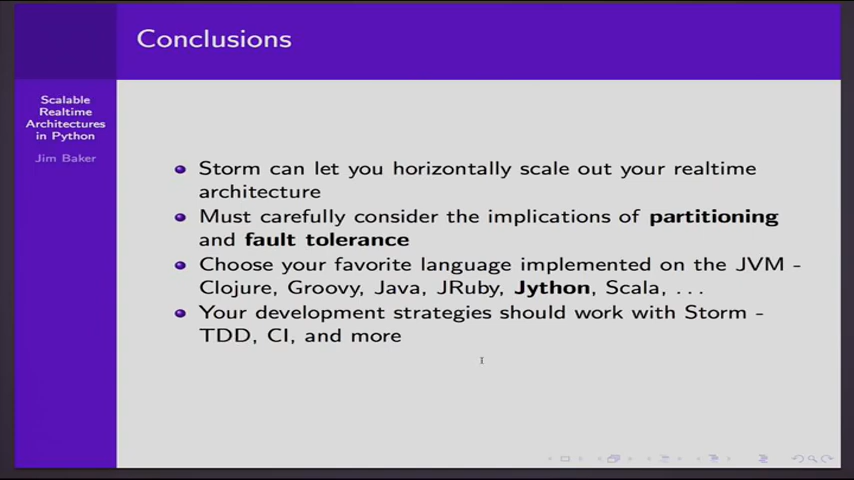 Conclusions
Scalable
Realtime
Architectures
in Python
Jim Baker
Storm can let you horizontally scale out your realtime
architecture
Must carefully consider the implications of partitioning
and fault tolerance
Choose your favorite language implemented on the JVM -
Clojure, Groovy, Java, JRuby, Jython, Scala, . . .
Your development strategies should work with Storm -
TDD, CI, and more